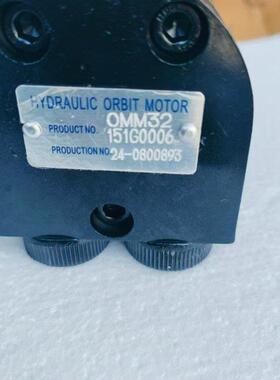 HYDRAULIC ORBIT MOTOR
OMM32
PRODUCT NO. 151G0006
PRODUCTION NO. 24-0800893